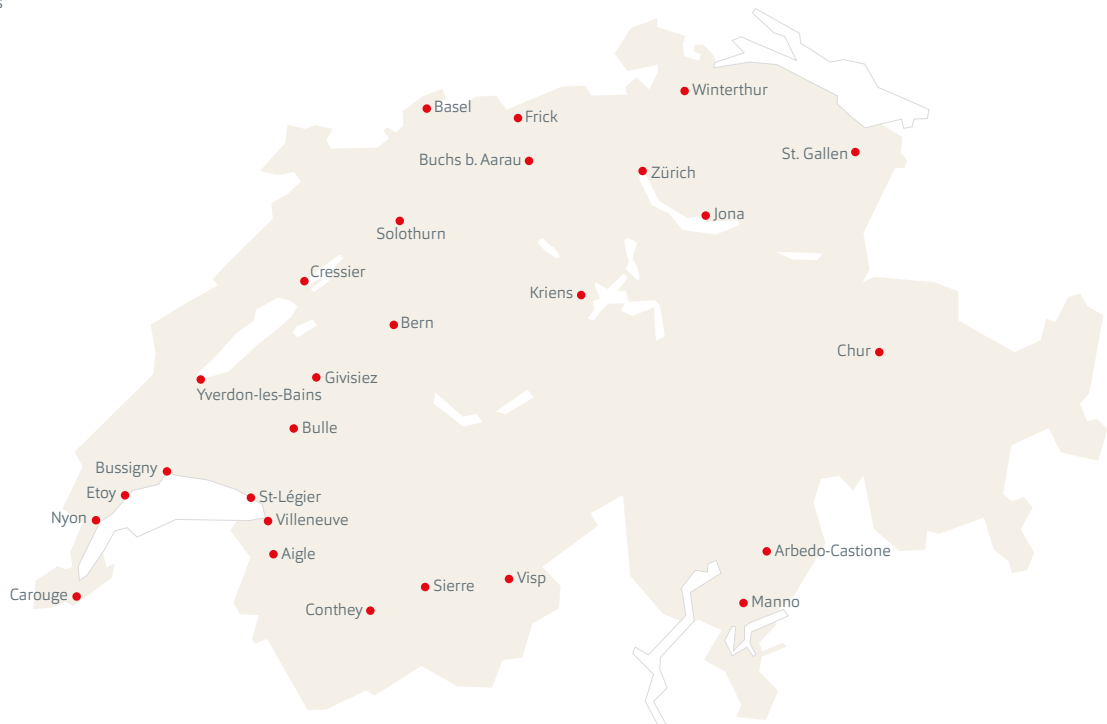 Winterthur
Basel
Frick
St. Gallen
Buchs b. Aarau
Zürich
Jona
Solothurn
Cressier
Kriens
Bern
Chur
Givisiez
Yverdon-les-Bains
Bulle
Bussigny
Etoy
St-Légier
Nyon
Villeneuve
Arbedo-Castione
Aigle
Visp
Sierre
Carouge
Manno
Conthey